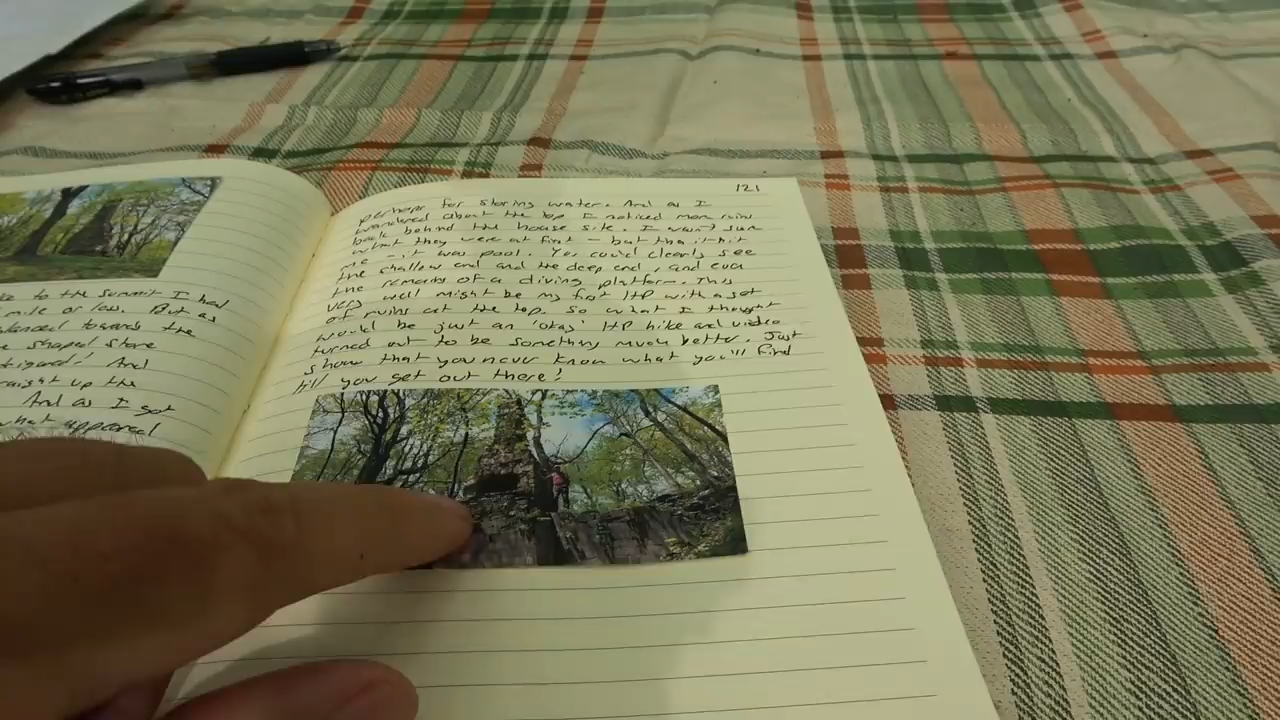 to the summit I had
mile or less. But as
glanced towards the
shaped stone
And
straight up the
And as I got
what appeared
121
perhaps for storing water. And as I
wandered about the top I noticed more ruins
back behind the house site. I wasn't sure
what they were at first – but then it hit
me – it was pool. You could clearly see
the shallow end and the deep end, and even
the remains of a diving platform. This
very well might be my first HP with a set
of ruins at the top. So what I thought
would be just an 'okay' HP hike and video
turned out to be something much better. Just
shows that you never know what you'll find
till you get out there!